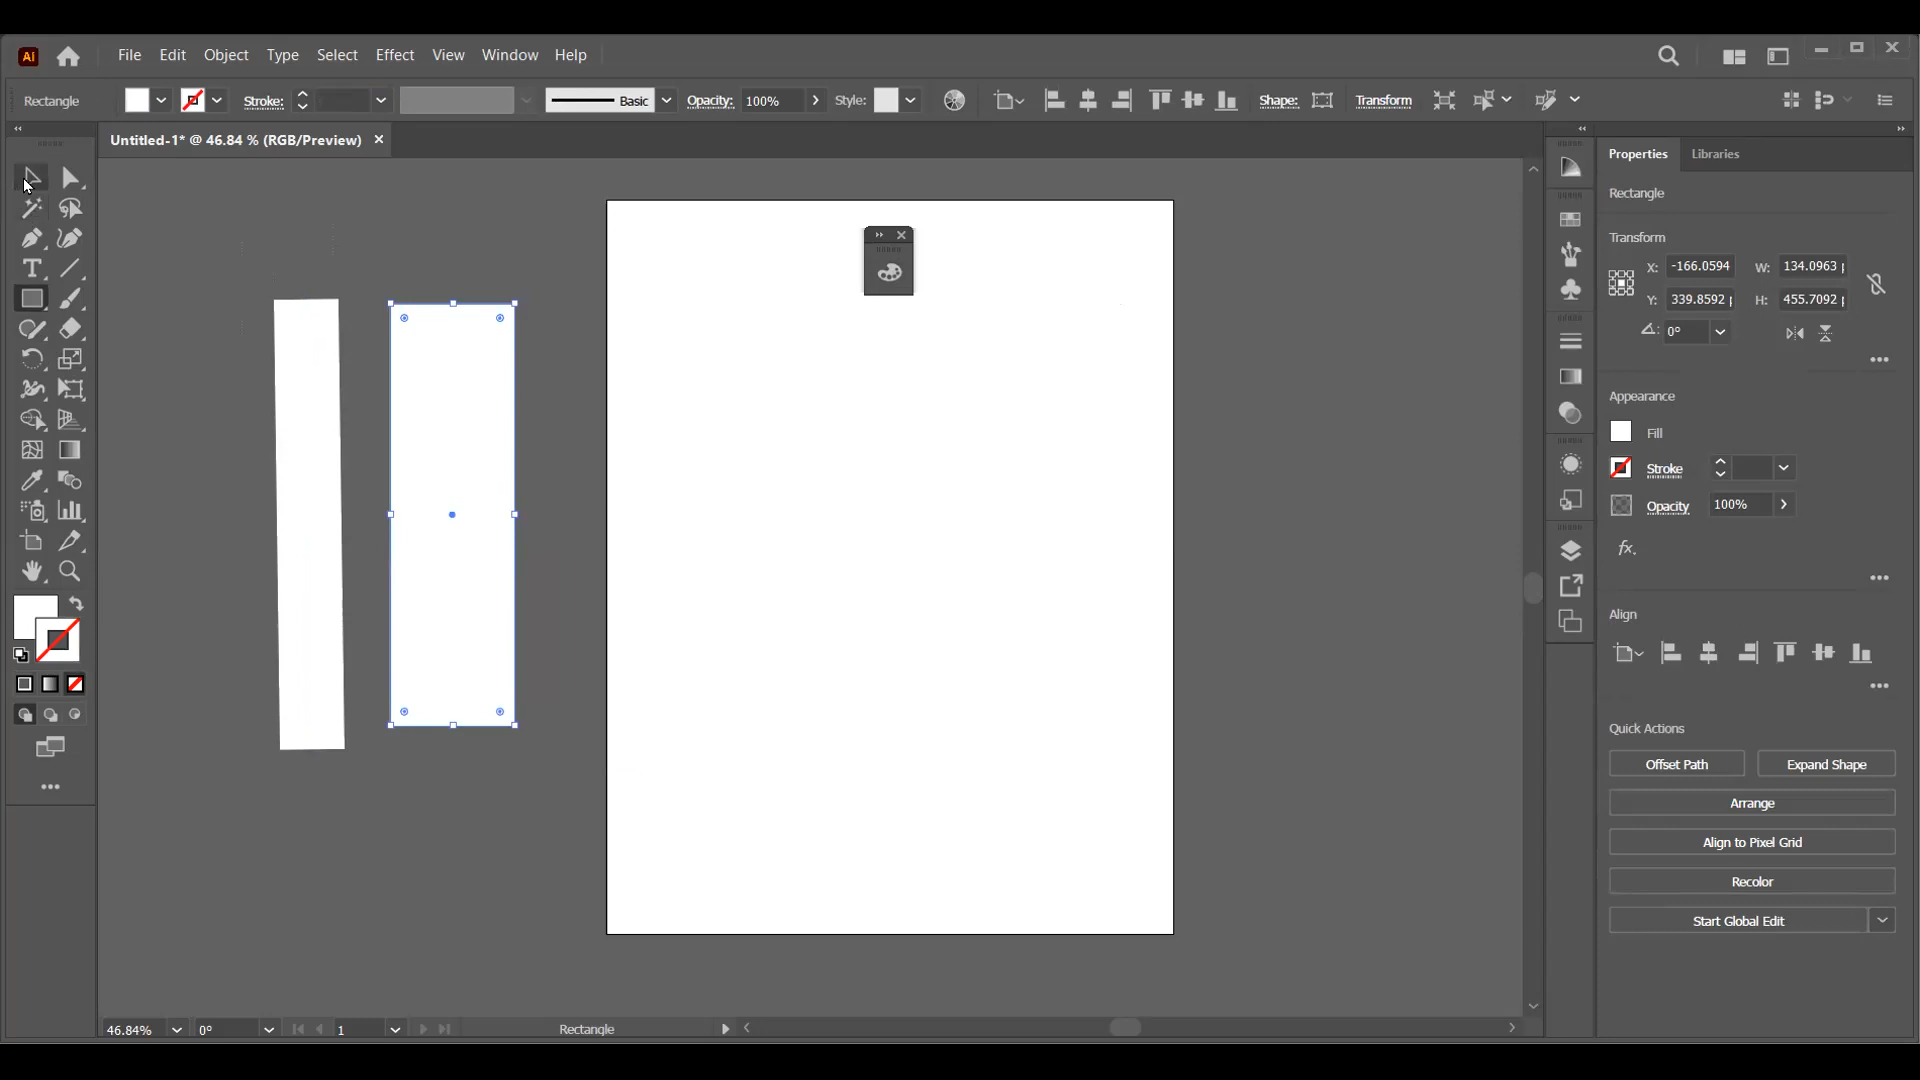 Ai File Edit Object Type Select Effect View Window Help
Rectangle Stroke: Basic Opacity: 100% Style: Shape: Transform
Untitled-1* @ 46.84 % (RGB/Preview)
Properties Libraries
Rectangle
Transform
X: -166.0594 W: 134.0963 p
Y: 339.8592 p H: 455.7092 p
0°
Appearance
Fill
Stroke
Opacity 100%
fx.
Align
Quick Actions
Offset Path Expand Shape
Arrange
Align to Pixel Grid
Recolor
Start Global Edit
46.84% 0° 1 Rectangle